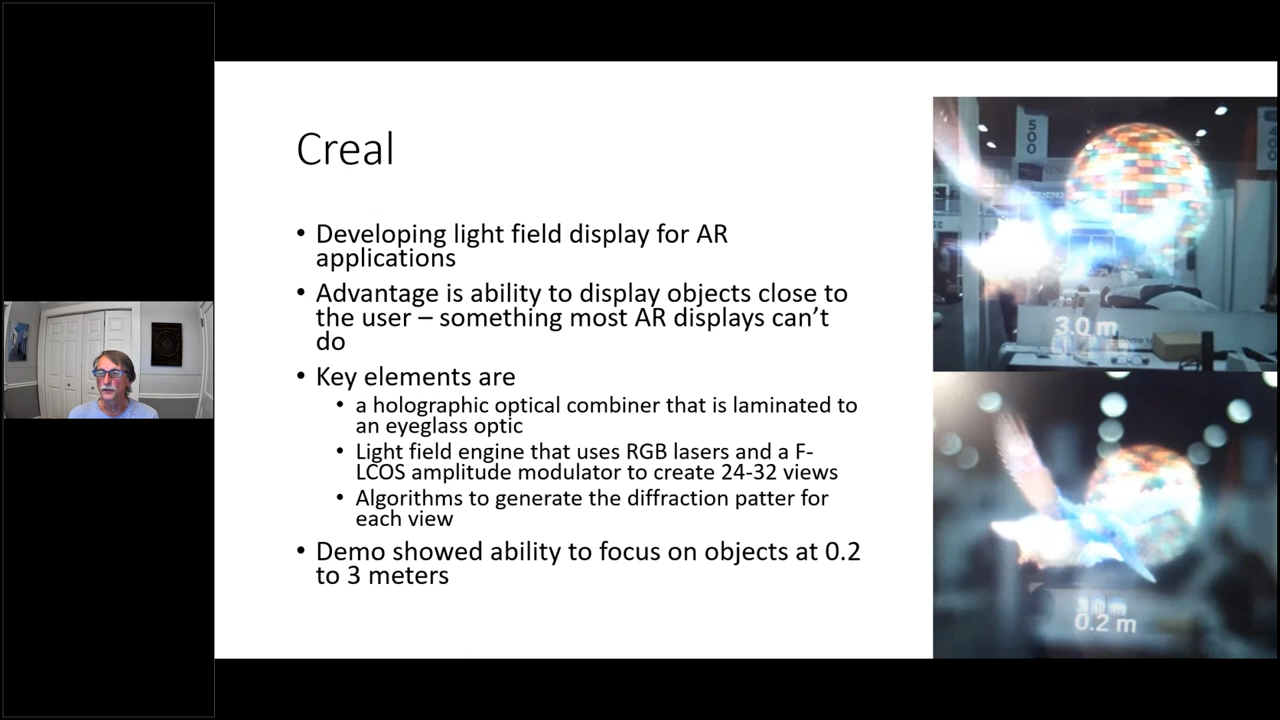 Creal
• Developing light field display for AR
applications
• Advantage is ability to display objects close to
the user – something most AR displays can't
do
• Key elements are
• a holographic optical combiner that is laminated to
an eyeglass optic
• Light field engine that uses RGB lasers and a F-
LCOS amplitude modulator to create 24-32 views
• Algorithms to generate the diffraction patter for
each view
• Demo showed ability to focus on objects at 0.2
to 3 meters
500
3.0 m
0.2 m